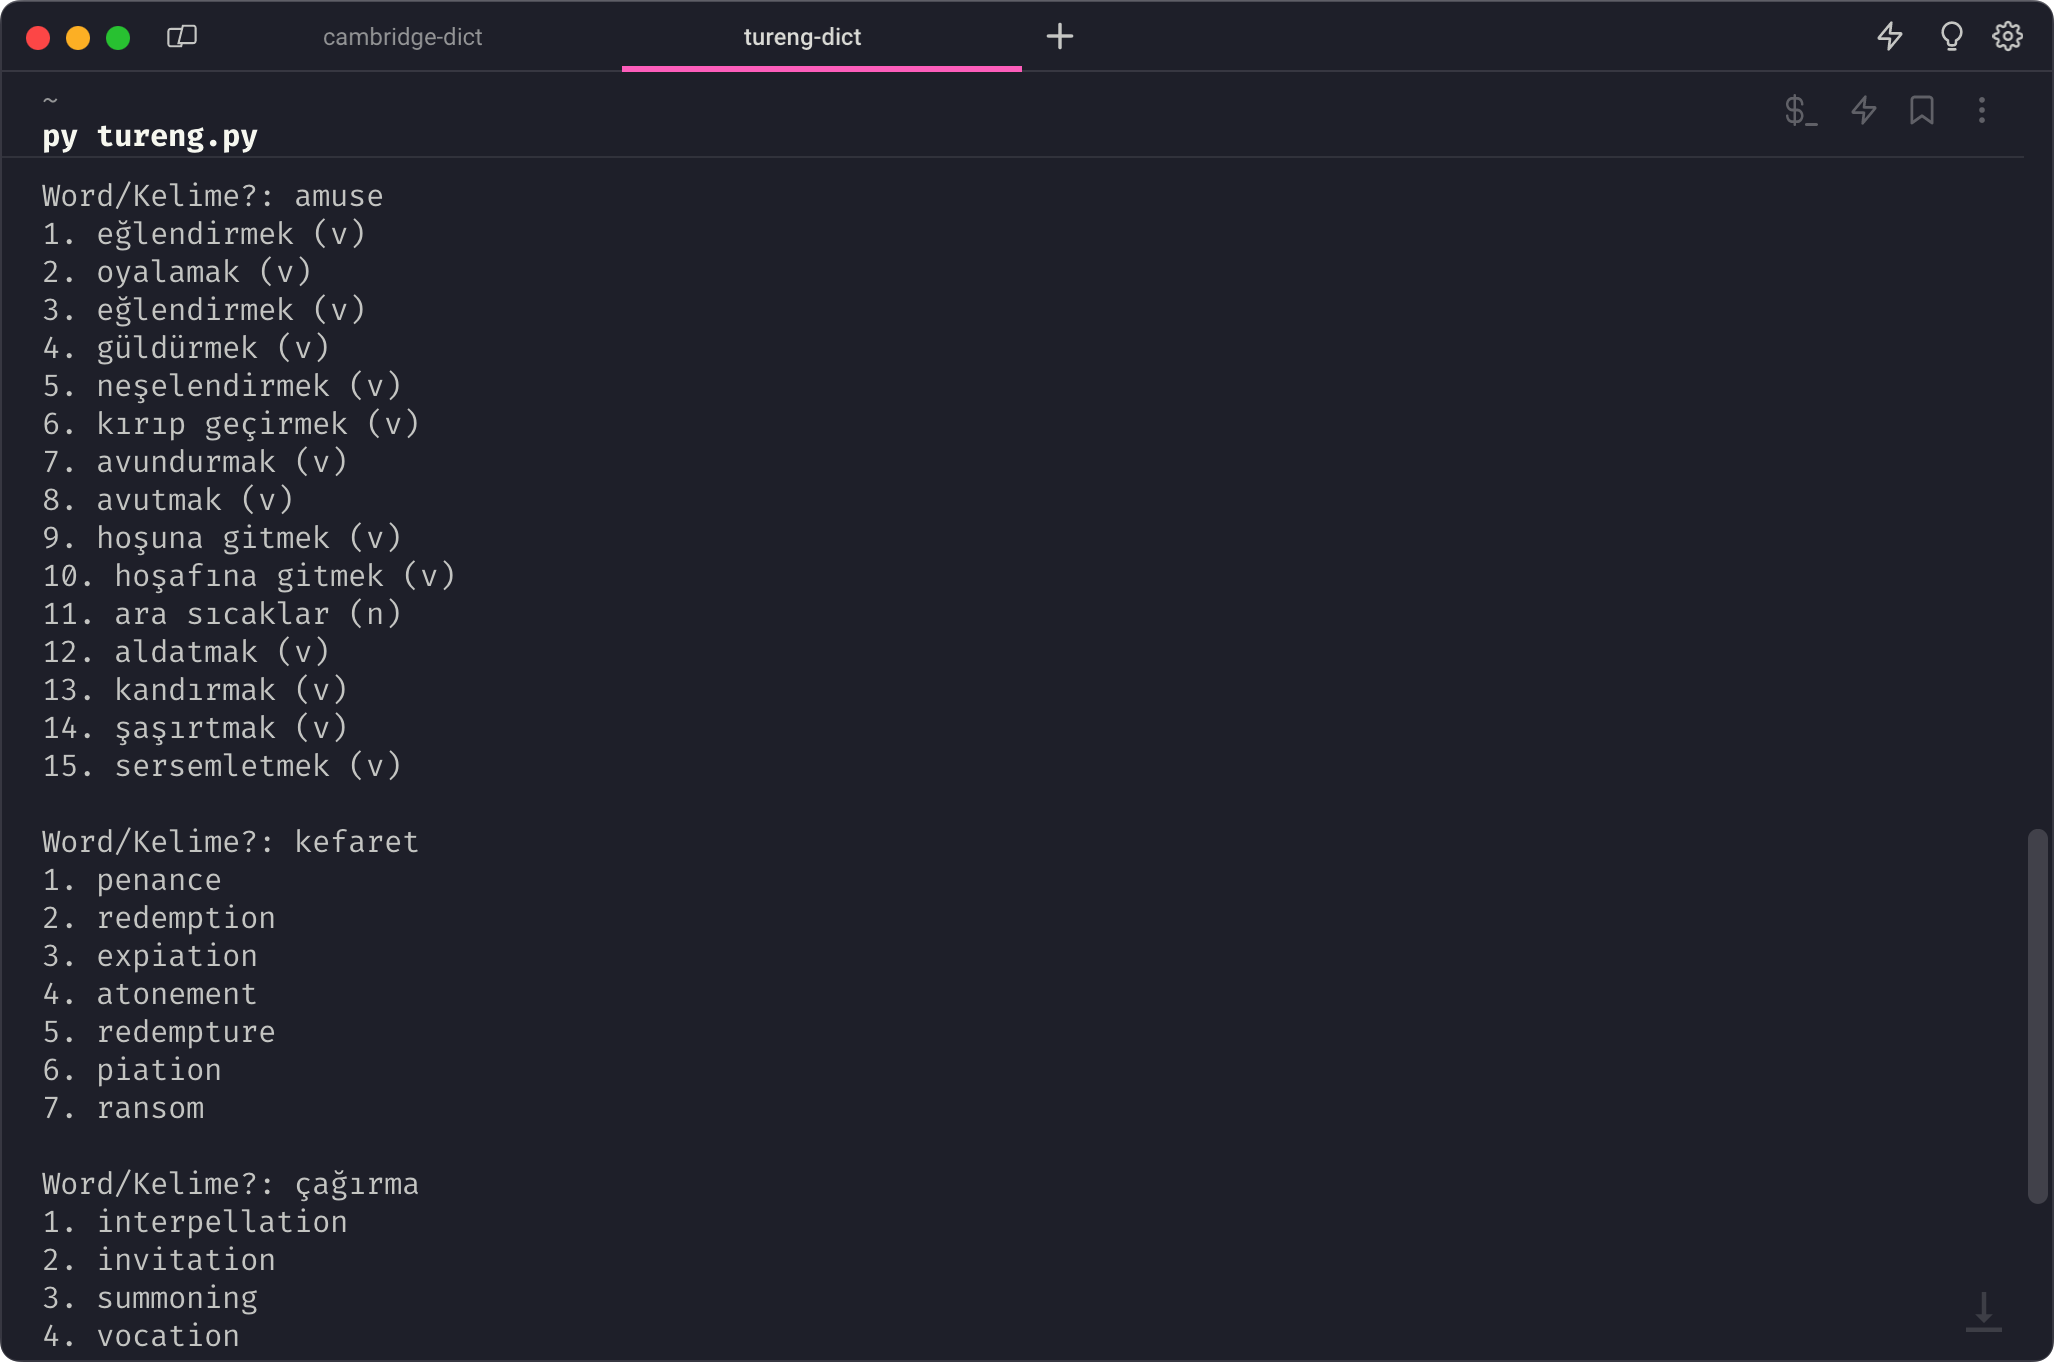 cambridge-dict
tureng-dict
~
py tureng.py
Word/Kelime?: amuse
1. eğlendirmek (v)
2. oyalamak (v)
3. eğlendirmek (v)
4. güldürmek (v)
5. neşelendirmek (v)
6. kırıp geçirmek (v)
7. avundurmak (v)
8. avutmak (v)
9. hoşuna gitmek (v)
10. hoşafına gitmek (v)
11. ara sıcaklar (n)
12. aldatmak (v)
13. kandırmak (v)
14. şaşırtmak (v)
15. sersemletmek (v)
Word/Kelime?: kefaret
1. penance
2. redemption
3. expiation
4. atonement
5. redempture
6. piation
7. ransom
Word/Kelime?: çağırma
1. interpellation
2. invitation
3. summoning
4. vocation